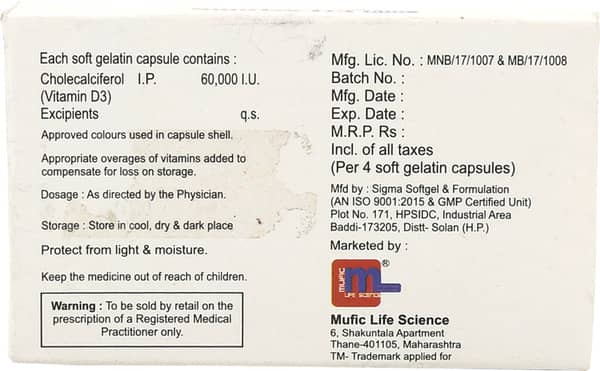 Each soft gelatin capsule contains :
Cholecalciferol I.P. 60,000 I.U.
(Vitamin D3)
Excipients q.s.
Approved colours used in capsule shell.
Appropriate overages of vitamins added to
compensate for loss on storage.
Dosage : As directed by the Physician.
Storage : Store in cool, dry & dark place
Protect from light & moisture.
Keep the medicine out of reach of children.
Warning : To be sold by retail on the
prescription of a Registered Medical
Practitioner only.
Mfg. Lic. No. : MNB/17/1007 & MB/17/1008
Batch No. :
Mfg. Date :
Exp. Date :
M.R.P. Rs :
Incl. of all taxes
(Per 4 soft gelatin capsules)
Mfd by : Sigma Softgel & Formulation
(AN ISO 9001:2015 & GMP Certified Unit)
Plot No. 171, HPSIDC, Industrial Area
Baddi-173205, Distt- Solan (H.P.)
Marketed by :
MUFIC
m
LIFE SCIENCE
®
Mufic Life Science
6, Shakuntala Apartment
Thane-401105, Maharashtra
TM- Trademark applied for